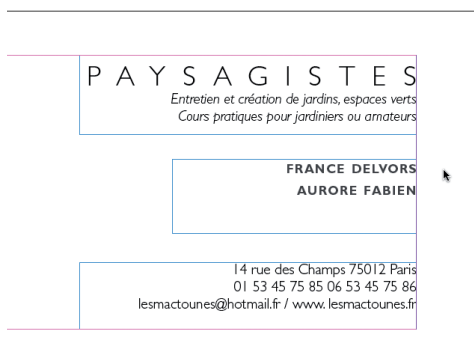 PAYSAGISTES
Entretien et création de jardins, espaces verts
Cours pratiques pour jardiniers ou amateurs
FRANCE DELVORS
AURORE FABIEN
14 rue des Champs 75012 Paris
01 53 45 75 85 06 53 45 75 86
lesmactounes@hotmail.fr / www. lesmactounes.fr